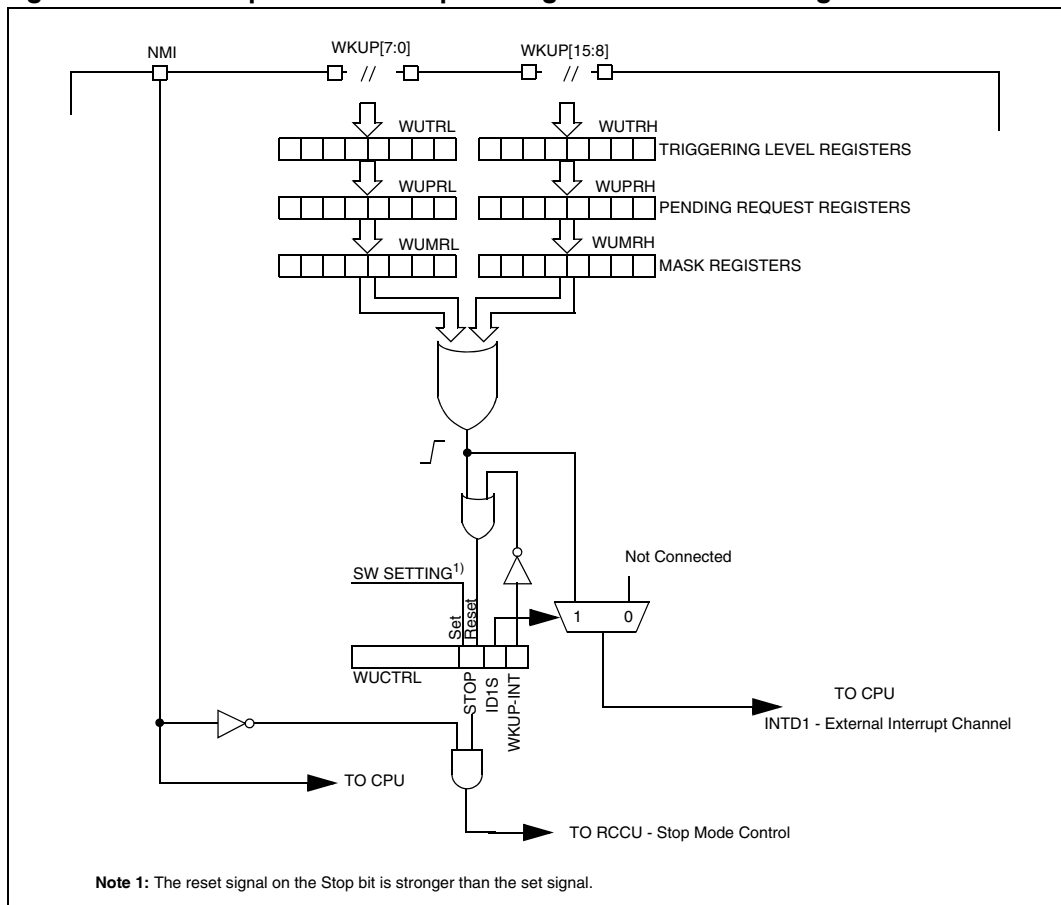 NMI
WKUP[7:0]
WKUP[15:8]
//
//
WUTRL
WUTRH
TRIGGERING LEVEL REGISTERS
WUPRL
WUPRH
PENDING REQUEST REGISTERS
WUMRL
WUMRH
MASK REGISTERS
Not Connected
SW SETTING1)
Set
Reset
1
0
WUCTRL
STOP
ID1S
WKUP-INT
TO CPU
INTD1 - External Interrupt Channel
TO CPU
TO RCCU - Stop Mode Control
Note 1: The reset signal on the Stop bit is stronger than the set signal.